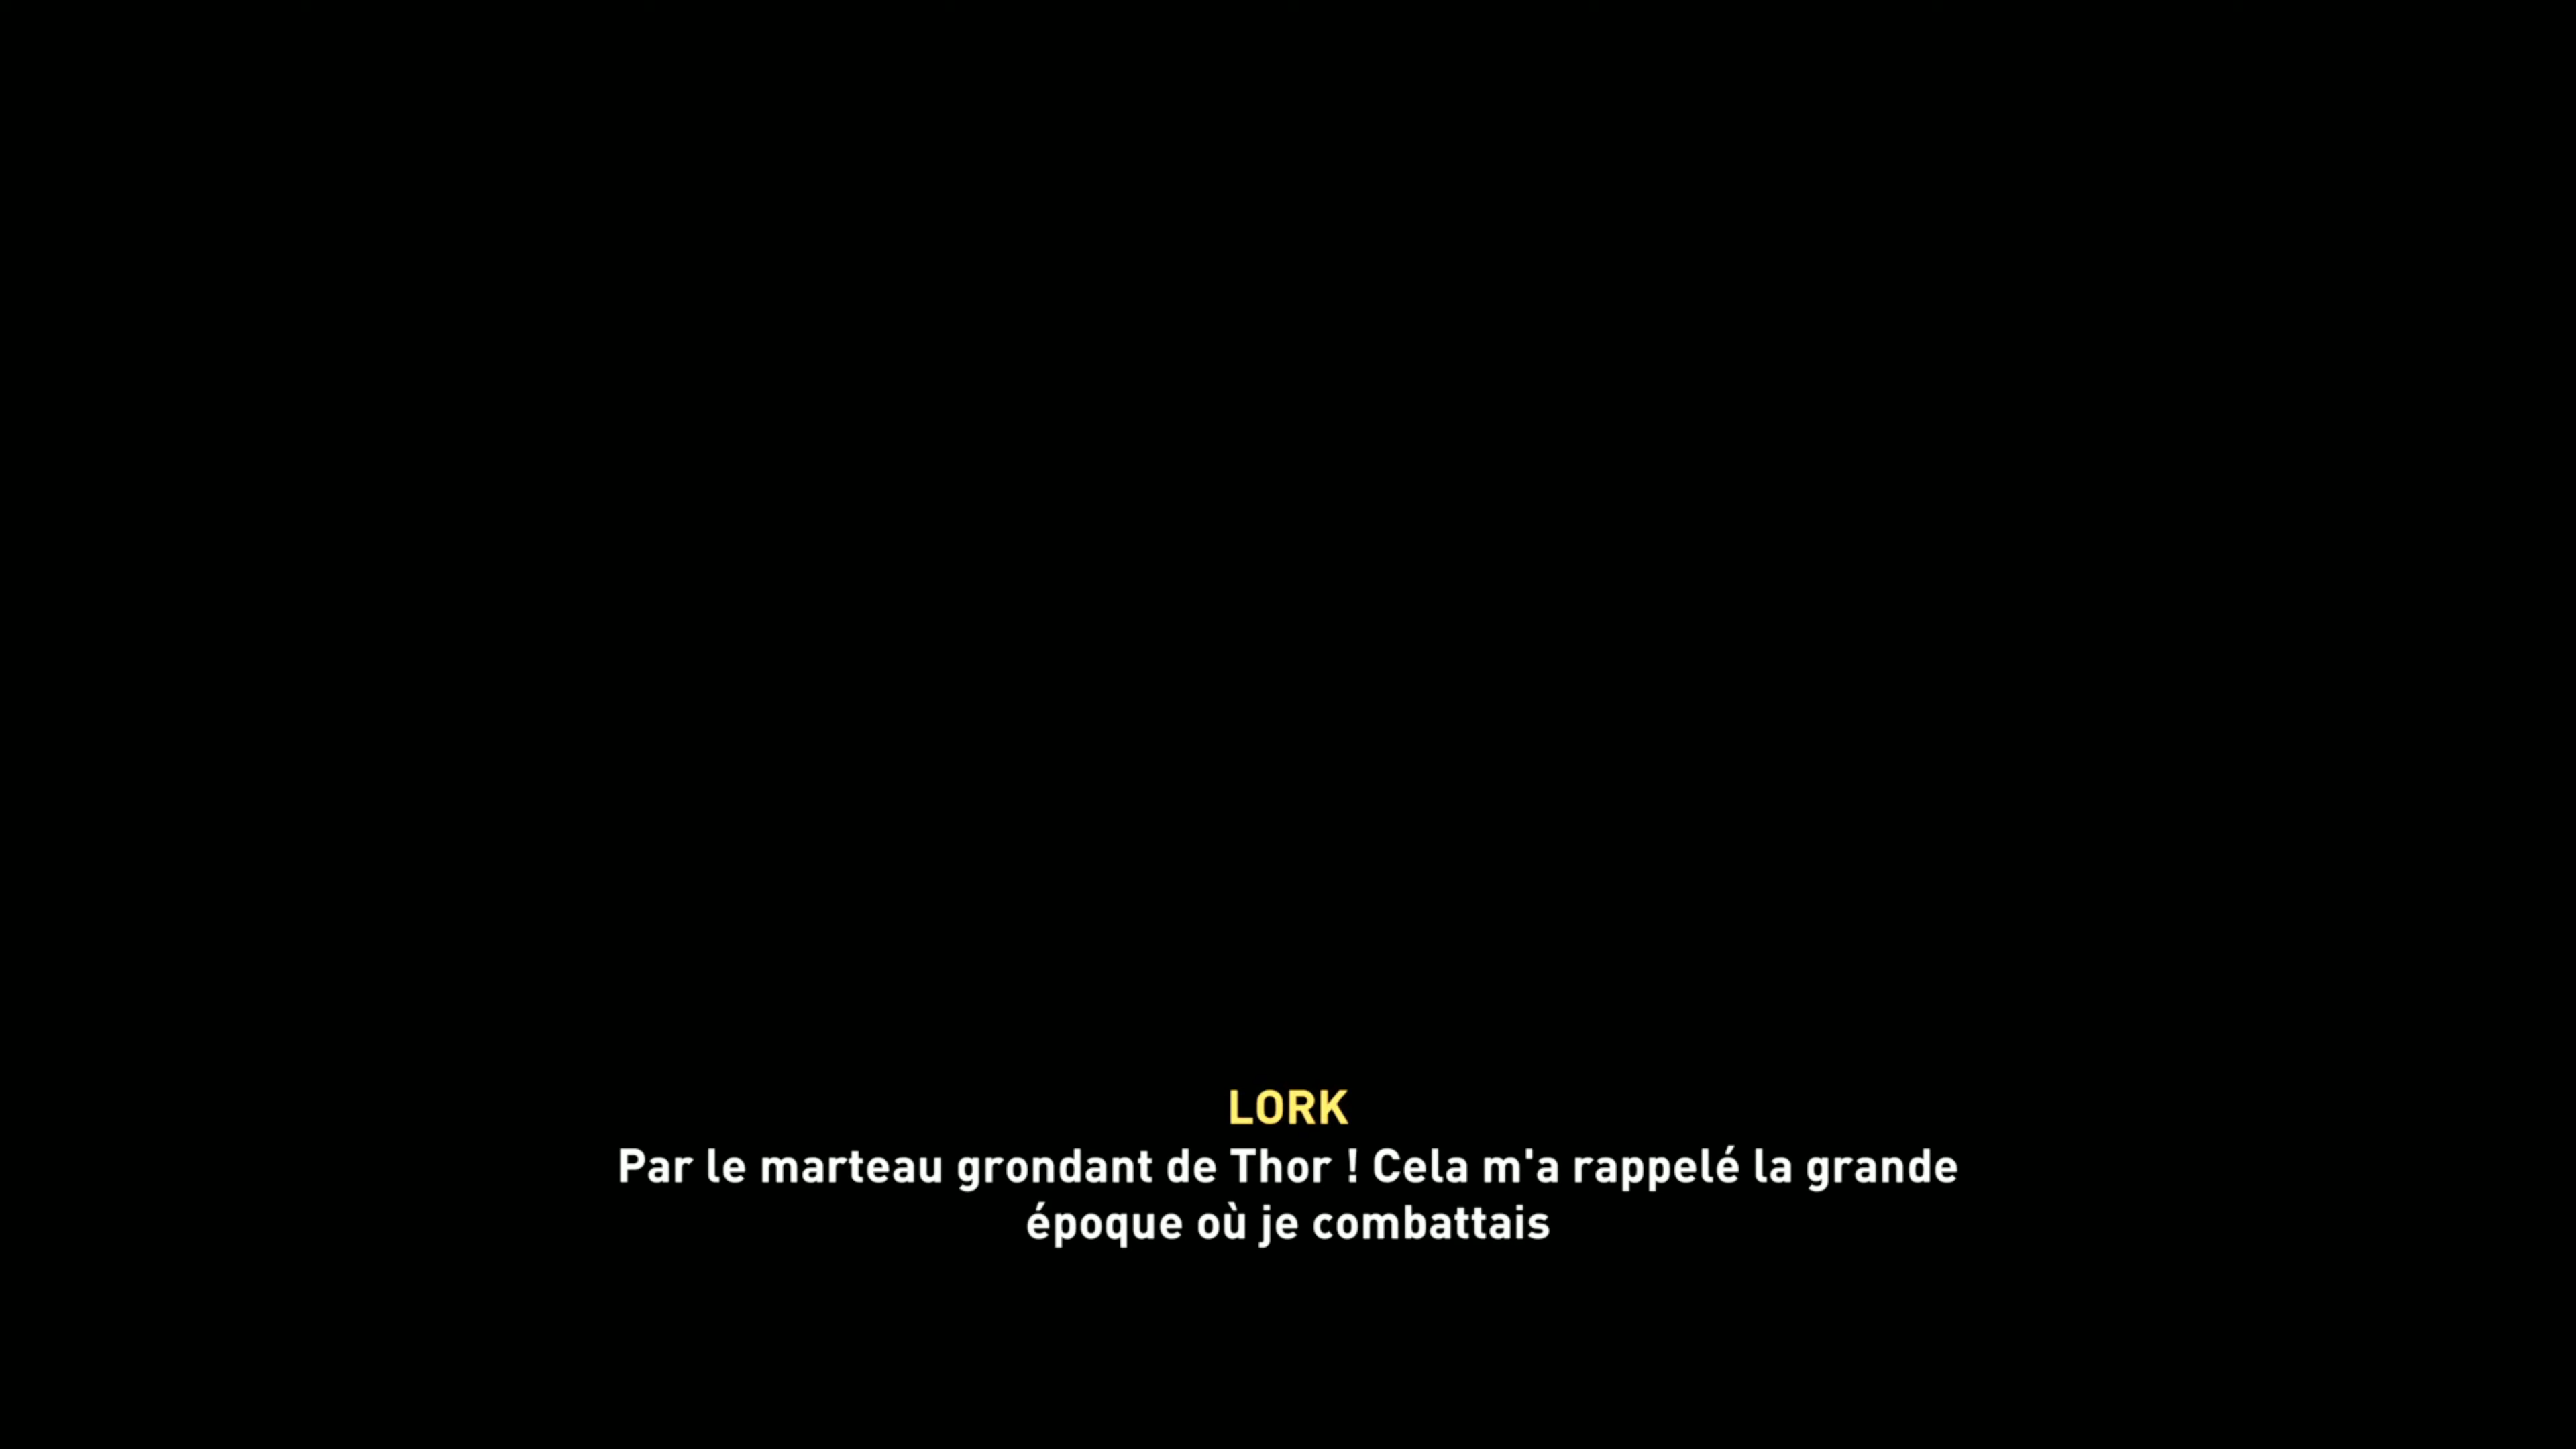 LORK
Par le marteau grondant de Thor ! Cela m'a rappelé la grande
époque où je combattais